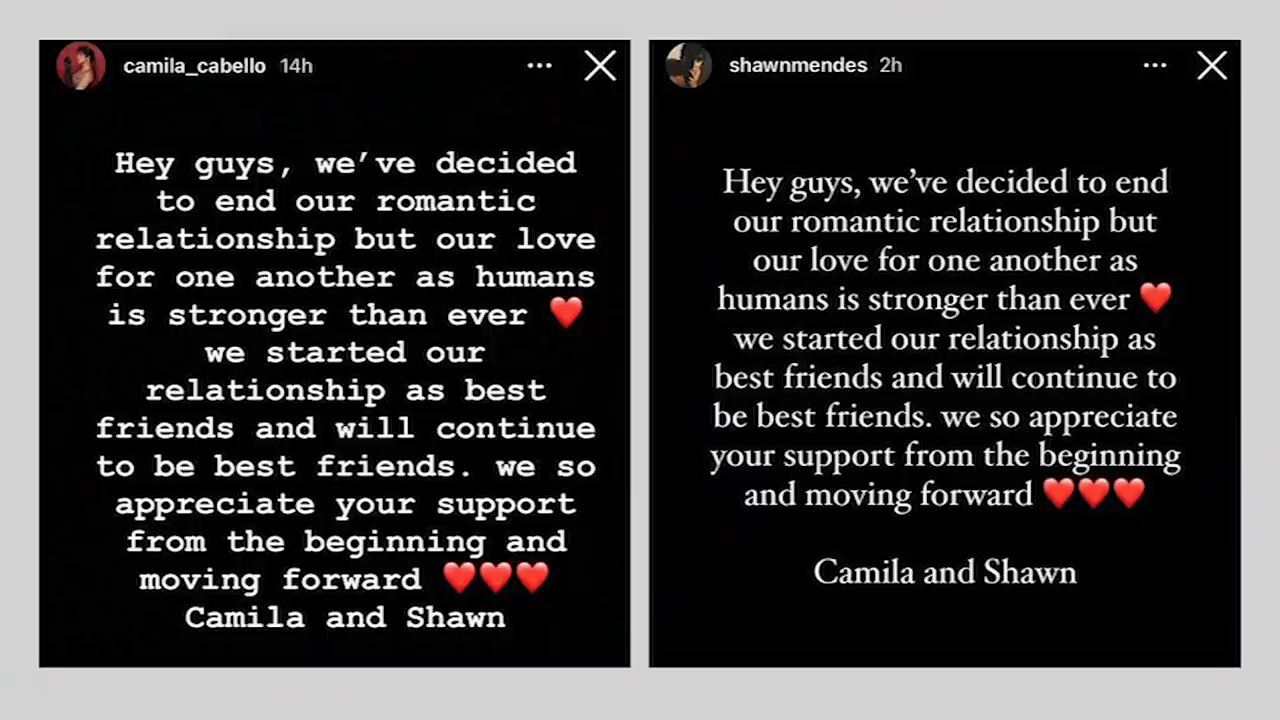 camila_cabello 14h
Hey guys, we’ve decided
to end our romantic
relationship but our love
for one another as humans
is stronger than ever ❤️
we started our
relationship as best
friends and will continue
to be best friends. we so
appreciate your support
from the beginning and
moving forward ❤️❤️❤️
Camila and Shawn
shawnmendes 2h
Hey guys, we’ve decided to end
our romantic relationship but
our love for one another as
humans is stronger than ever ❤️
we started our relationship as
best friends and will continue to
be best friends. we so appreciate
your support from the beginning
and moving forward ❤️❤️❤️
Camila and Shawn